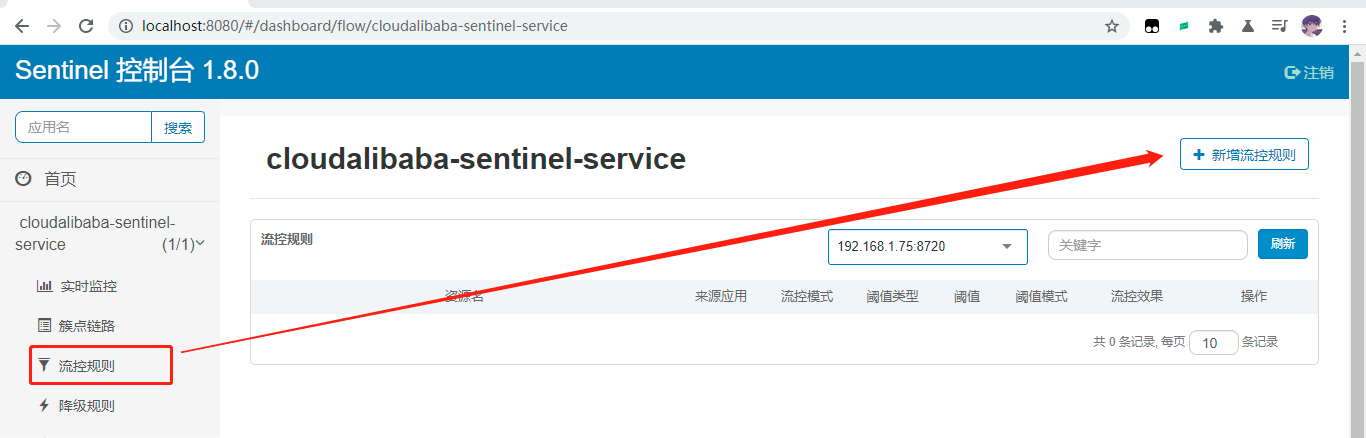 localhost:8080/#/dashboard/flow/cloudalibaba-sentinel-service
Sentinel 控制台 1.8.0
注销
应用名
搜索
首页
cloudalibaba-sentinel-
service (1/1)
实时监控
簇点链路
流控规则
降级规则
cloudalibaba-sentinel-service
+ 新增流控规则
流控规则 192.168.1.75:8720 关键字 刷新
资源名 来源应用 流控模式 阈值类型 阈值 阈值模式 流控效果 操作
共 0 条记录, 每页 10 条记录